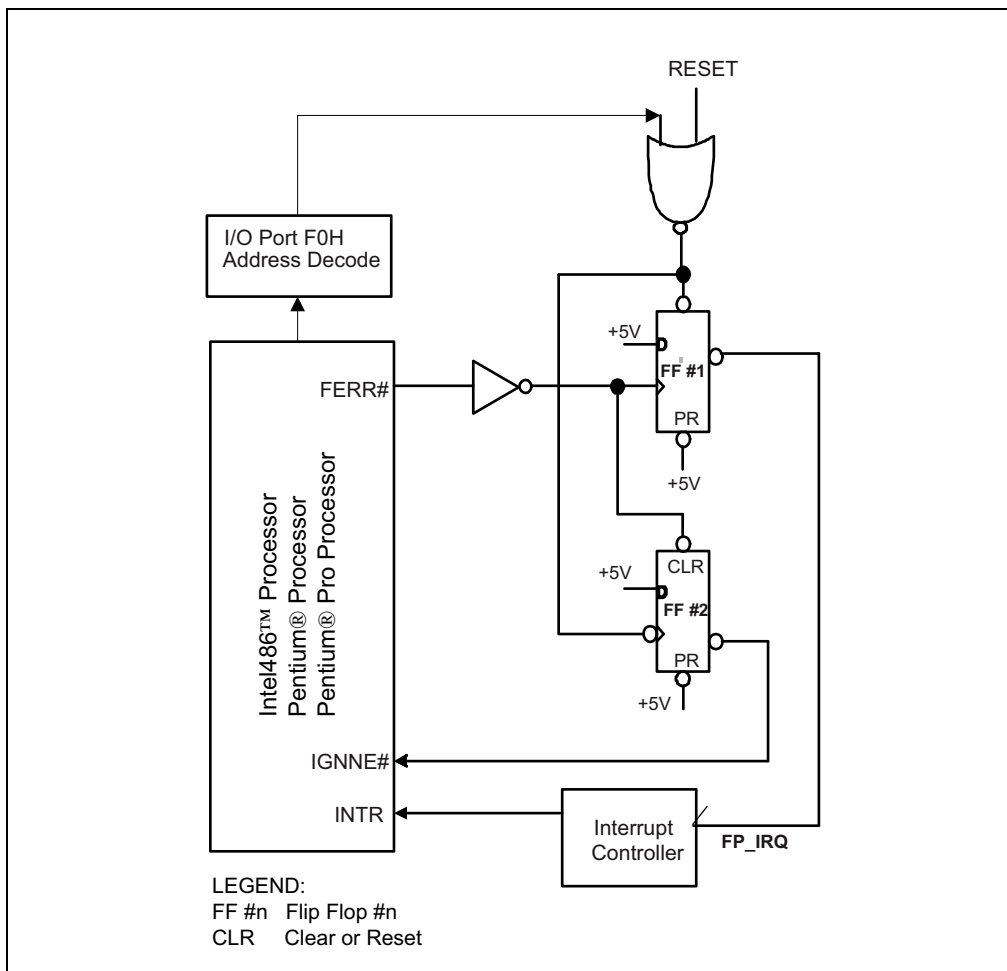 RESET
I/O Port F0H
Address Decode
+5V
FF #1
FERR#
PR
+5V
CLR
+5V
FF #2
PR
+5V
Intel486™ Processor
Pentium® Processor
Pentium® Pro Processor
IGNNE#
INTR
Interrupt
Controller
FP_IRQ
LEGEND:
FF #n Flip Flop #n
CLR Clear or Reset